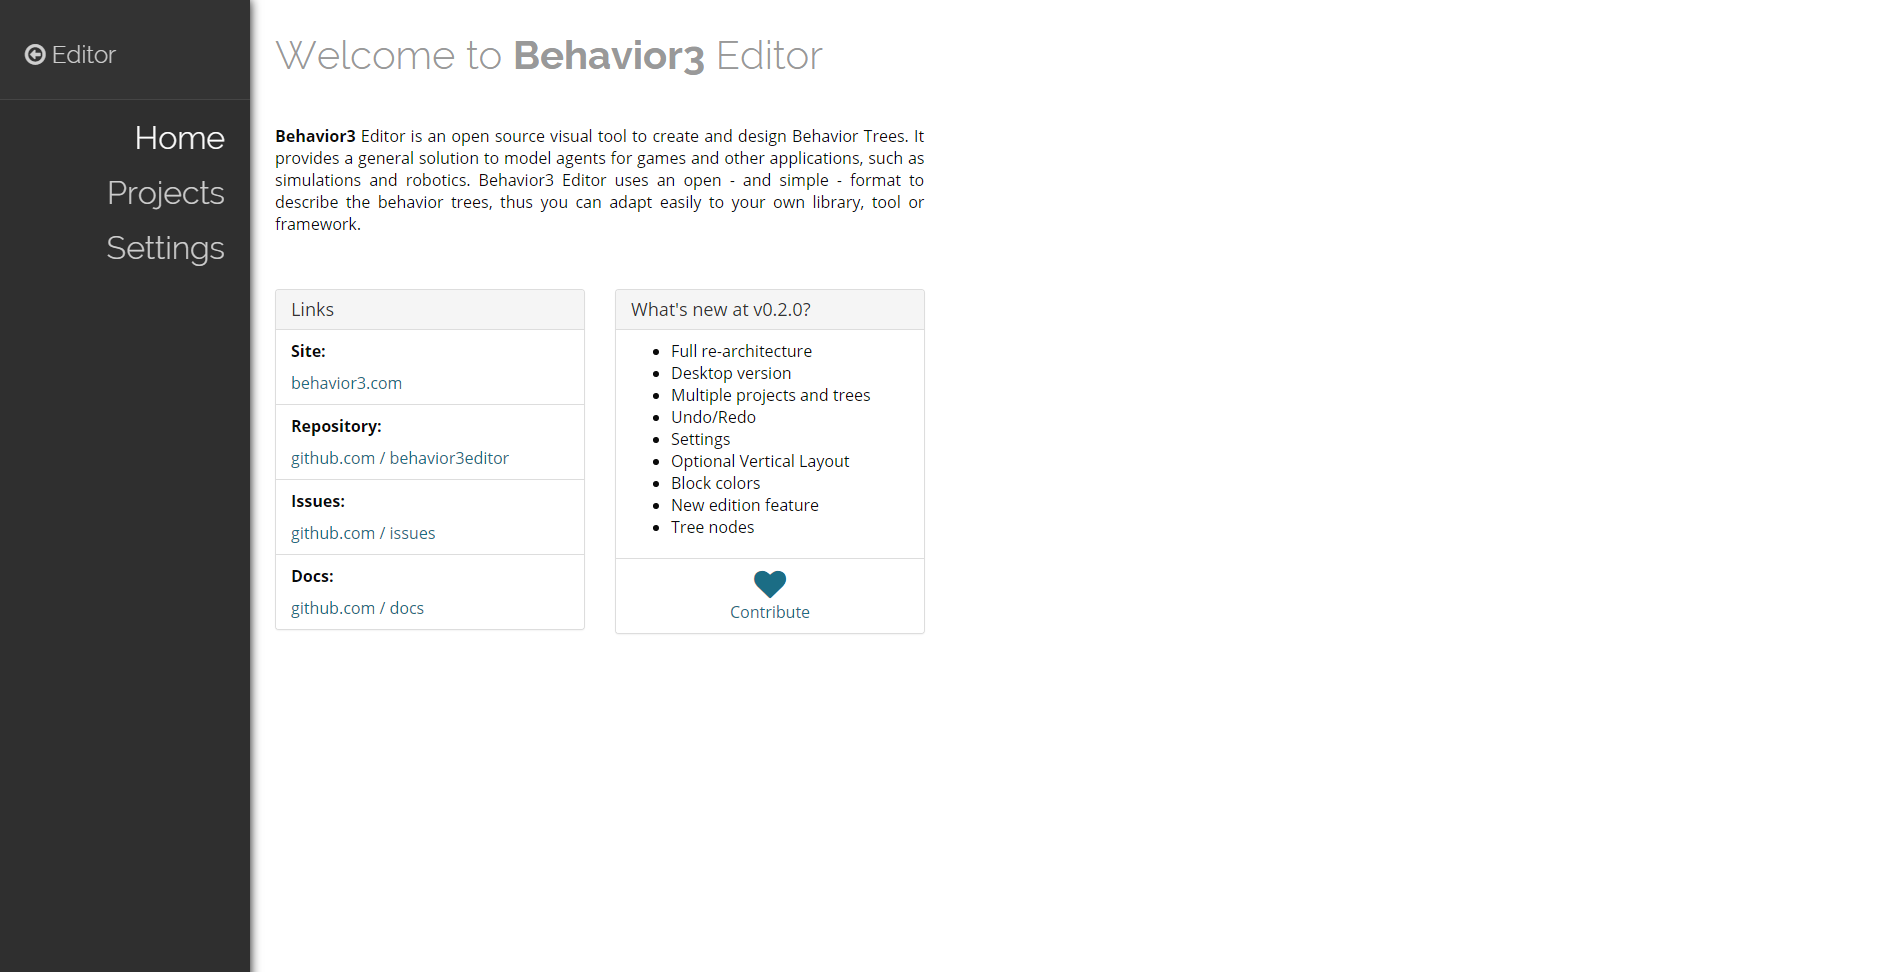 Editor
Home
Projects
Settings
Welcome to Behavior3 Editor
Behavior3 Editor is an open source visual tool to create and design Behavior Trees. It
provides a general solution to model agents for games and other applications, such as
simulations and robotics. Behavior3 Editor uses an open - and simple - format to
describe the behavior trees, thus you can adapt easily to your own library, tool or
framework.
Links
Site:
behavior3.com
Repository:
github.com / behavior3editor
Issues:
github.com / issues
Docs:
github.com / docs
What's new at v0.2.0?
Full re-architecture
Desktop version
Multiple projects and trees
Undo/Redo
Settings
Optional Vertical Layout
Block colors
New edition feature
Tree nodes
Contribute